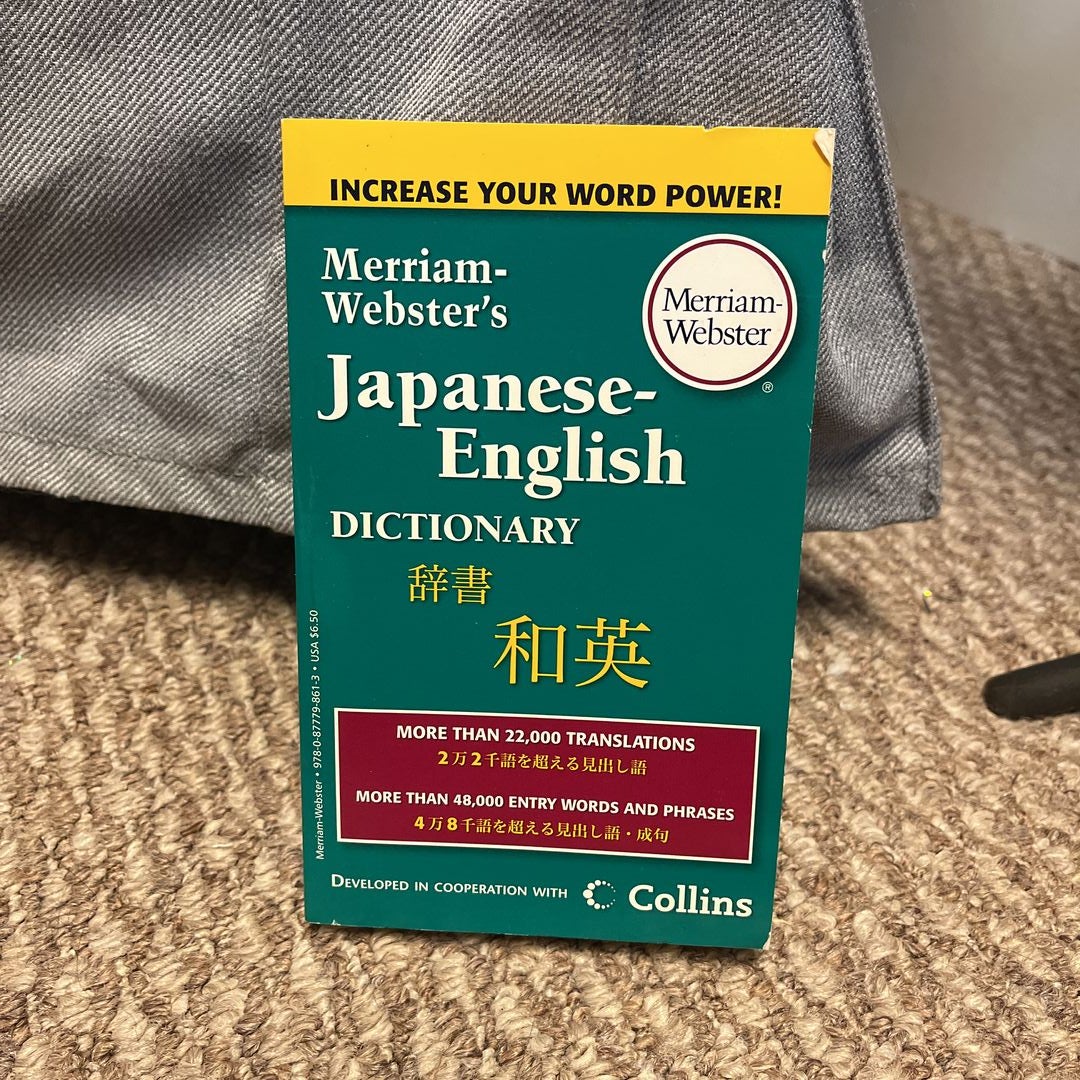 INCREASE YOUR WORD POWER!
Merriam-
Webster's
Merriam-
Webster
®
Japanese-
English
DICTIONARY
辞書
和英
MORE THAN 22,000 TRANSLATIONS
2万2千語を超える見出し語
MORE THAN 48,000 ENTRY WORDS AND PHRASES
4万8千語を超える見出し語・成句
DEVELOPED IN COOPERATION WITH Collins
Merriam-Webster • 978-0-87779-861-3 • USA $6.50